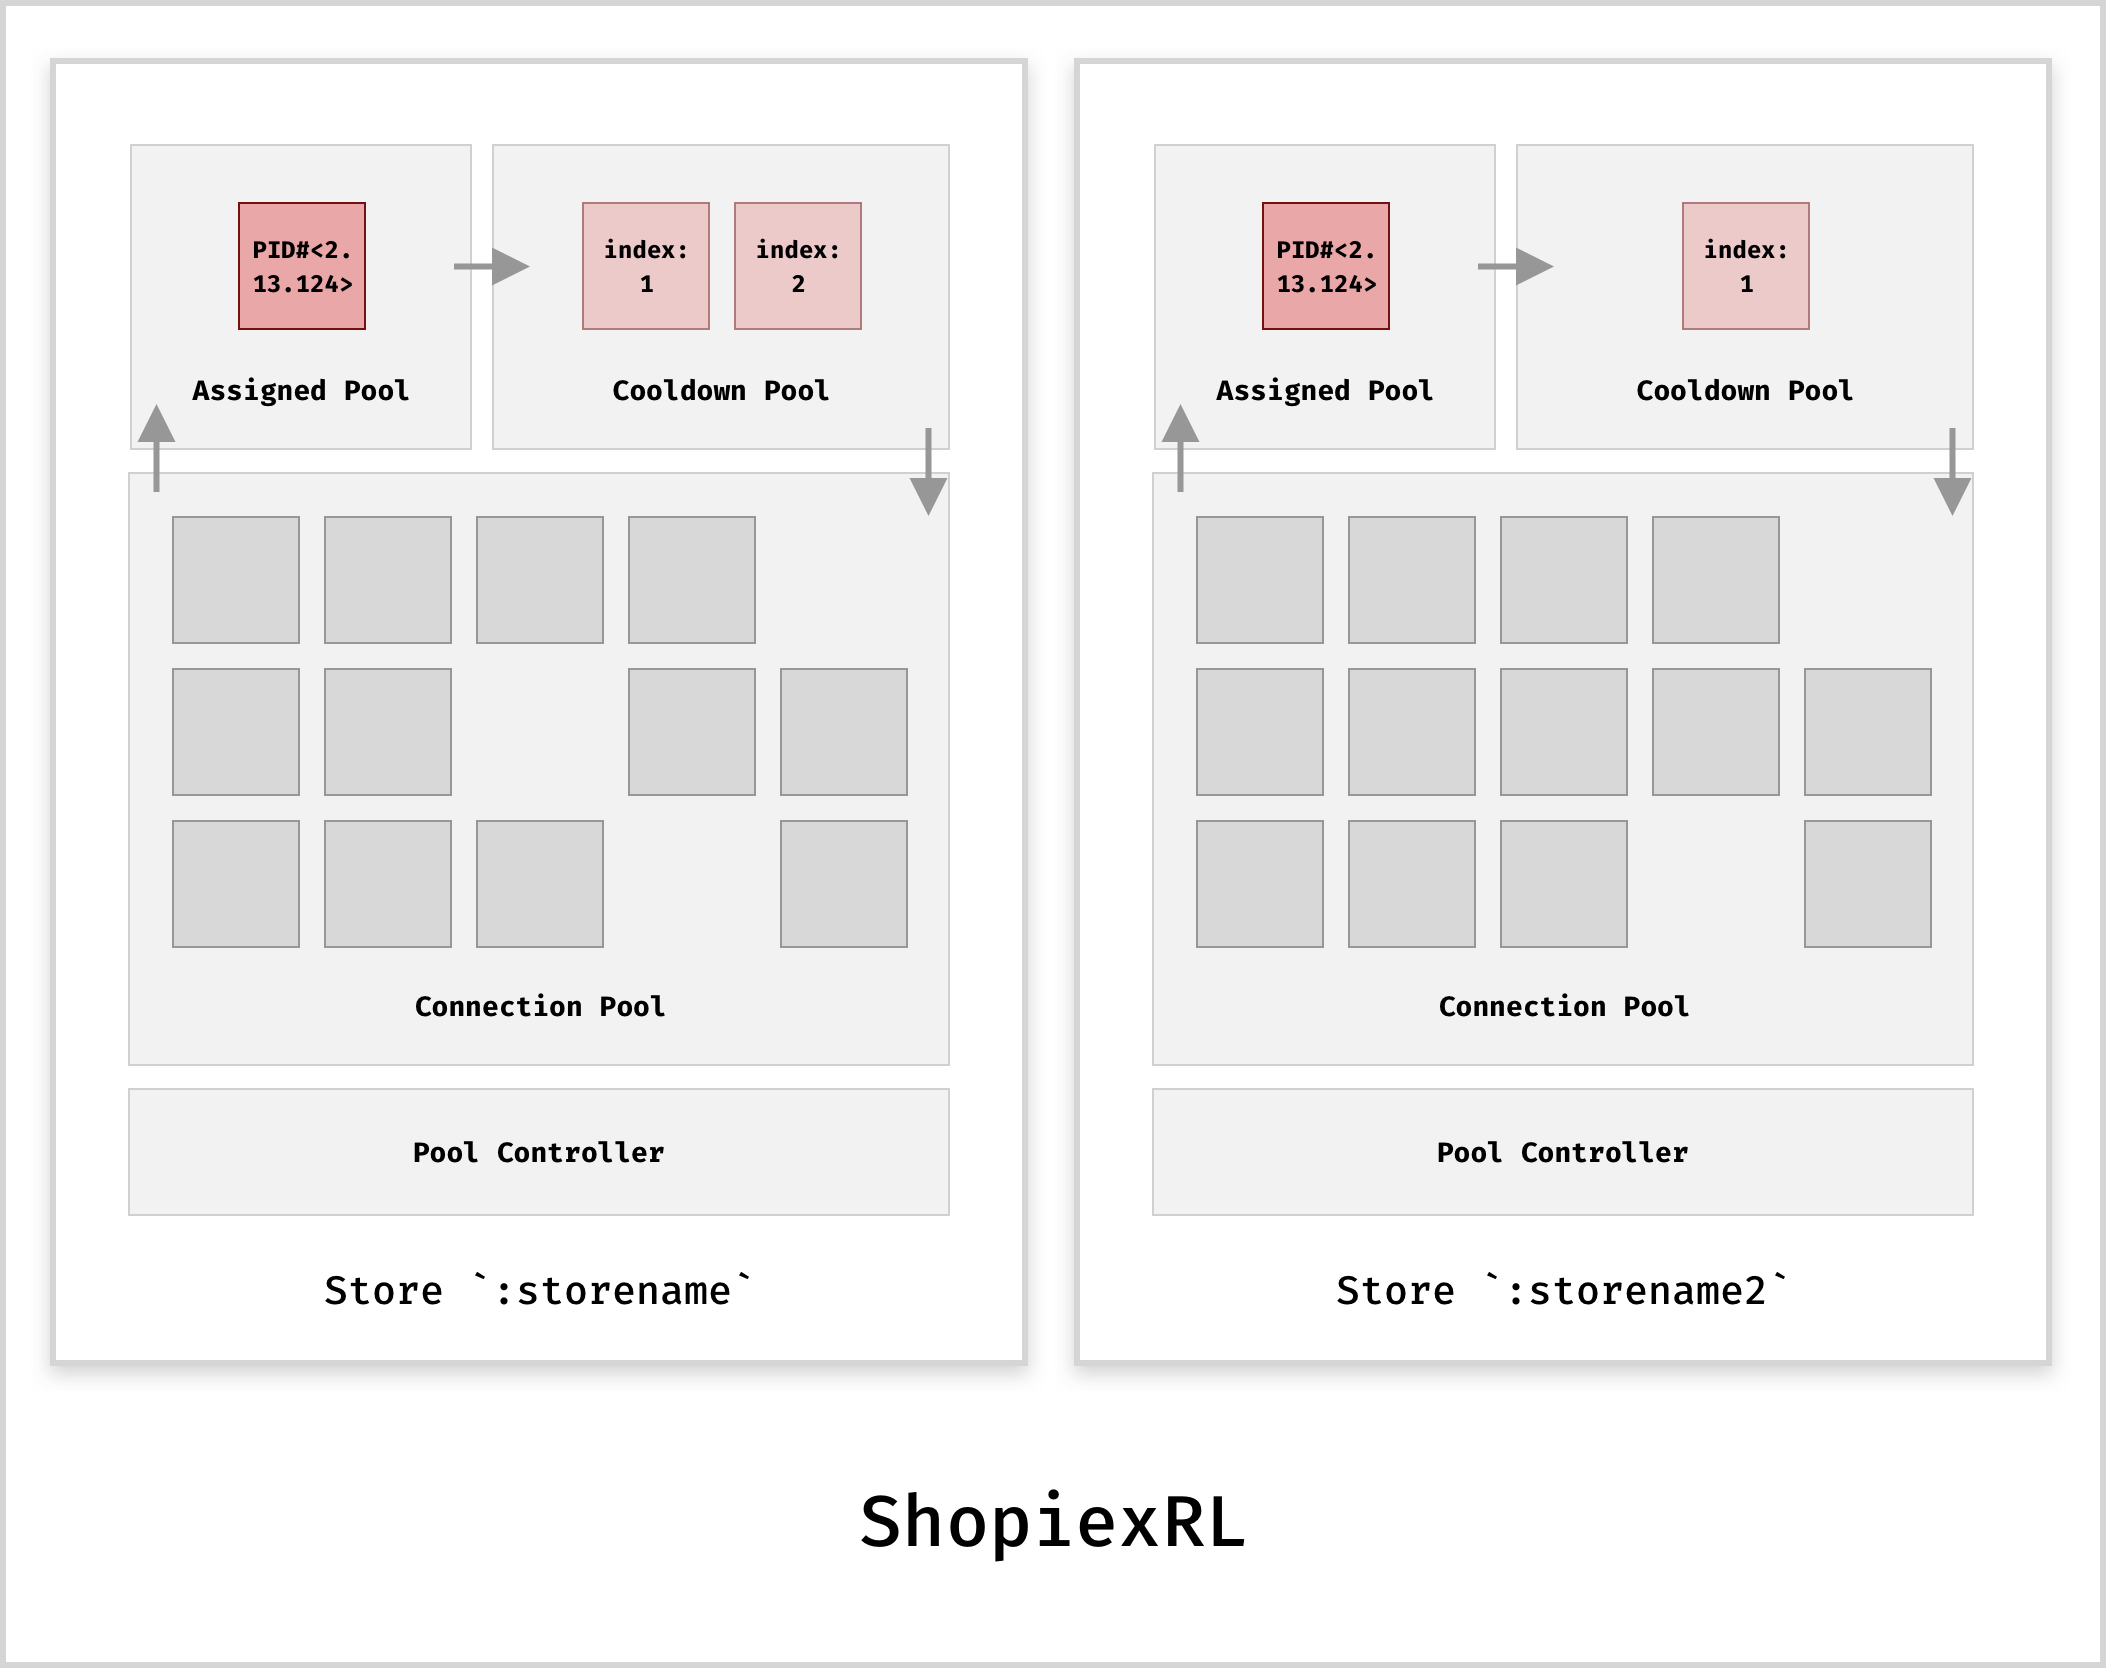 PID#<2.
13.124>
index:
1
index:
2
Assigned Pool
Cooldown Pool
Connection Pool
Pool Controller
Store `:storename`
PID#<2.
13.124>
index:
1
Assigned Pool
Cooldown Pool
Connection Pool
Pool Controller
Store `:storename2`
ShopiexRL